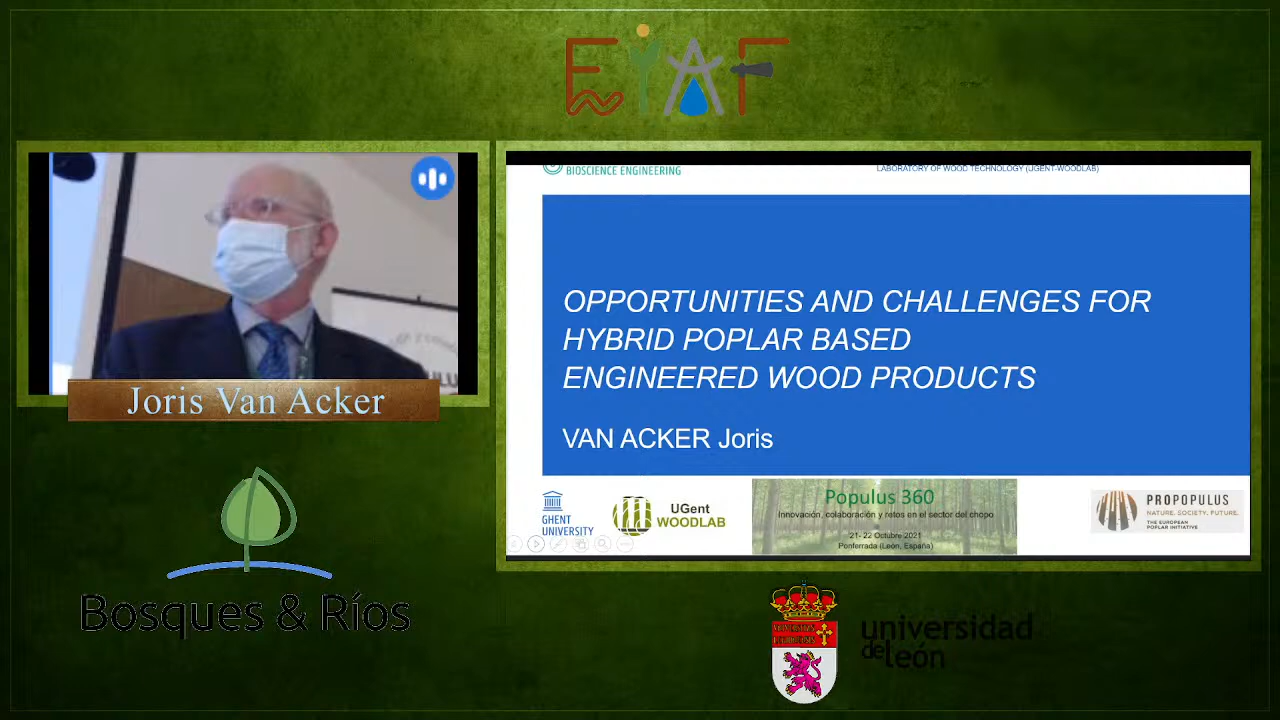 EIAF
Joris Van Acker
Bosques & Ríos
BIOSCIENCE ENGINEERING
LABORATORY OF WOOD TECHNOLOGY (UGENT-WOODLAB)
OPPORTUNITIES AND CHALLENGES FOR
HYBRID POPLAR BASED
ENGINEERED WOOD PRODUCTS
VAN ACKER Joris
GHENT
UNIVERSITY
UGent
WOODLAB
Populus 360
Innovación, colaboración y retos en el sector del chopo
21- 22 Octubre 2021
Ponferrada (León, España)
PROPOPULUS
NATURE. SOCIETY. FUTURE.
THE EUROPEAN
POPLAR INITIATIVE
universidad
de león